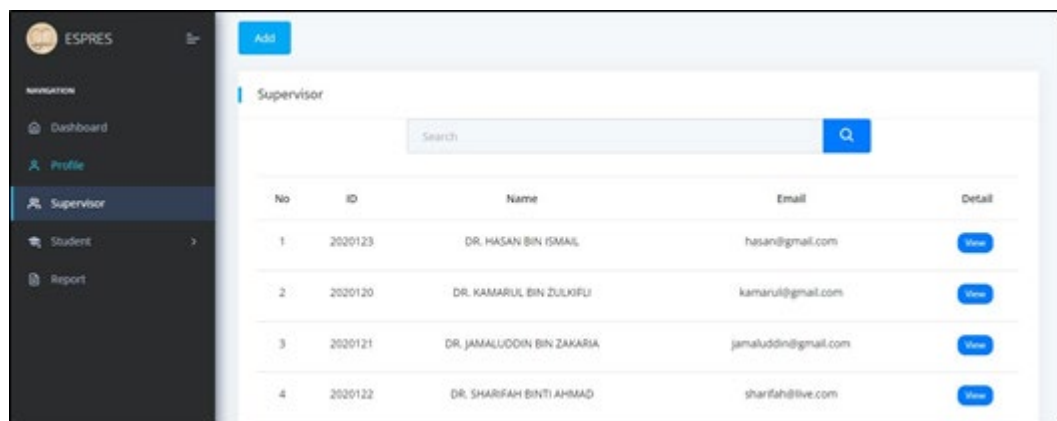 ESPRES
Add
NAVIGATION
Supervisor
Dashboard
Search
Profile
Supervisor
No ID Name Email Detail
Student
1 2020123 DR. HASAN BIN ISMAIL hasan@gmail.com View
Report
2 2020120 DR. KAMARUL BIN ZULKIFLI kamarul@gmail.com View
3 2020121 DR. JAMALUDDIN BIN ZAKARIA jamaluddin@gmail.com View
4 2020122 DR. SHARIFAH BINTI AHMAD sharifah@live.com View